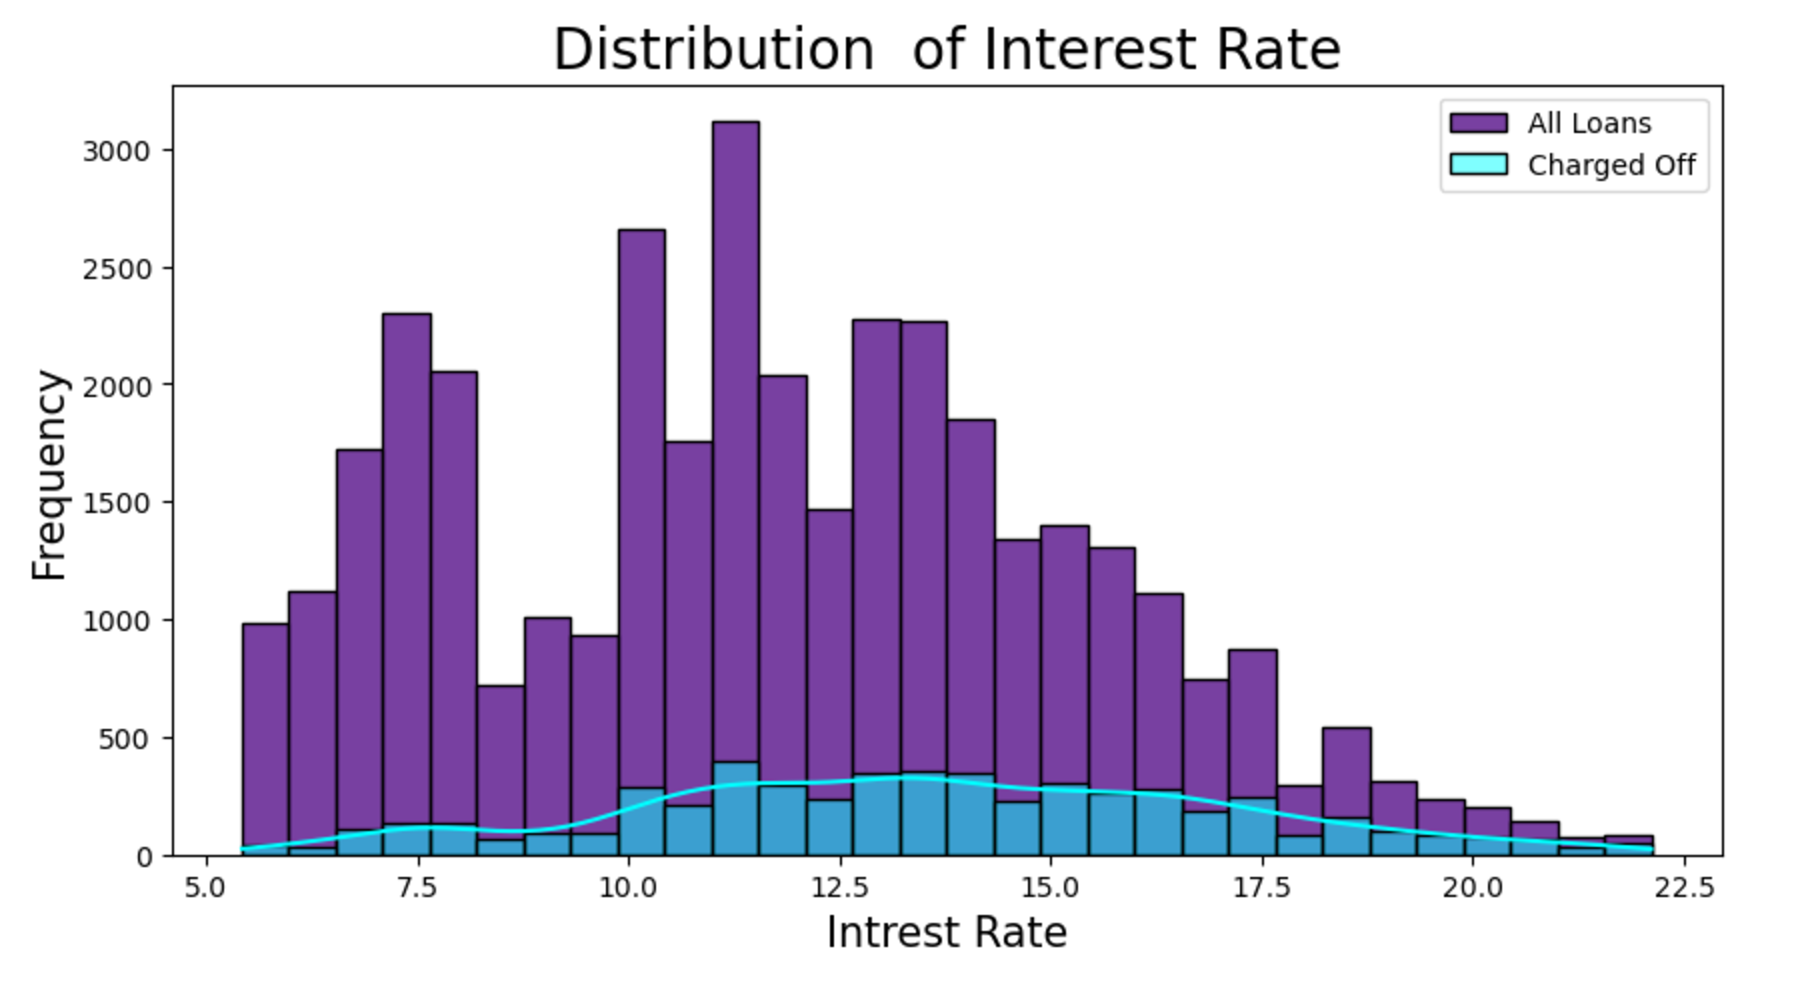 Distribution  of Interest Rate
All Loans
Charged Off
Frequency
3000
2500
2000
1500
1000
500
0
5.0 7.5 10.0 12.5 15.0 17.5 20.0 22.5
Intrest Rate